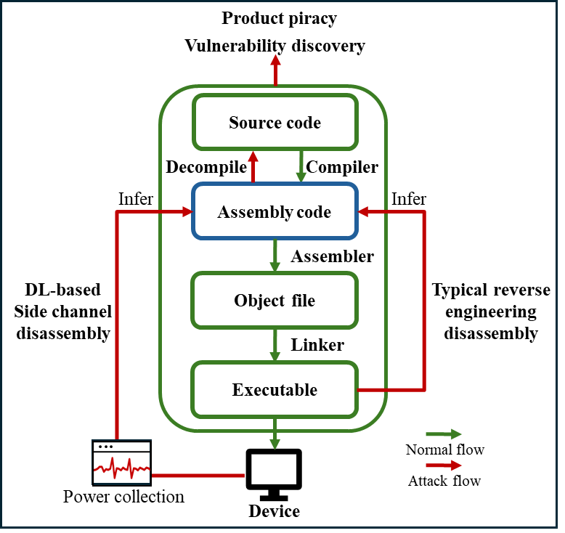 Product piracy
Vulnerability discovery
Source code
Decompile
Compiler
Infer
Assembly code
Infer
Assembler
DL-based
Side channel
disassembly
Object file
Typical reverse
engineering
disassembly
Linker
Executable
Power collection
Device
Normal flow
Attack flow